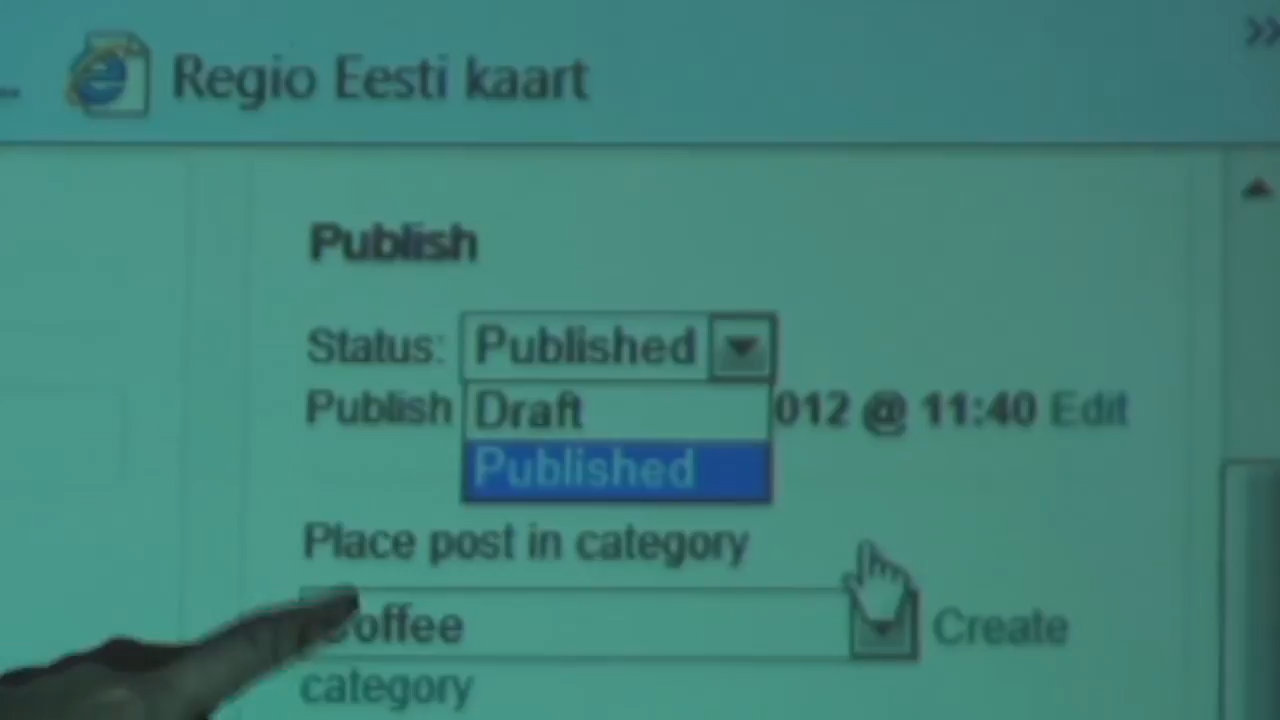 Regio Eesti kaart
Publish
Status: Published
Publish Draft 012 @ 11:40 Edit
Published
Place post in category
Coffee Create
category